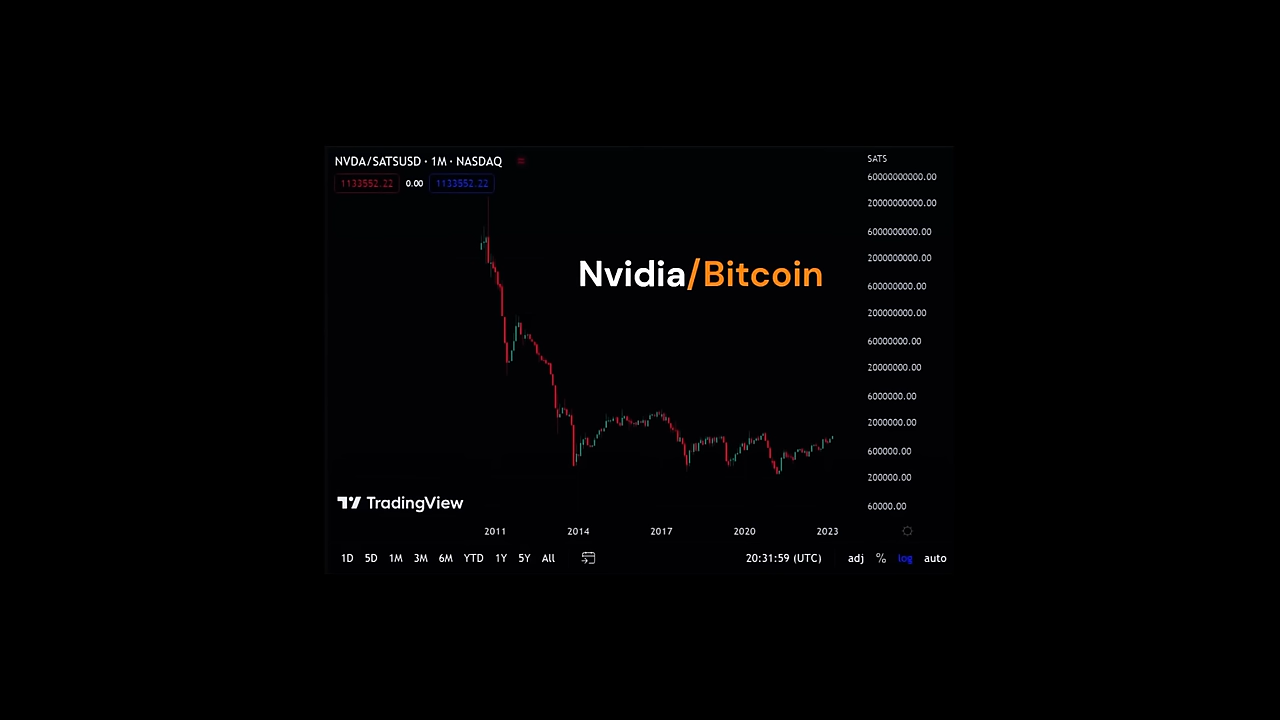 NVDA/SATSUSD · 1M · NASDAQ
1133552.22 0.00 1133552.22
Nvidia/Bitcoin
SATS
60000000000.00
20000000000.00
6000000000.00
2000000000.00
600000000.00
200000000.00
60000000.00
20000000.00
6000000.00
2000000.00
600000.00
200000.00
60000.00
TradingView
2011 2014 2017 2020 2023
1D 5D 1M 3M 6M YTD 1Y 5Y All 20:31:59 (UTC) adj % log auto